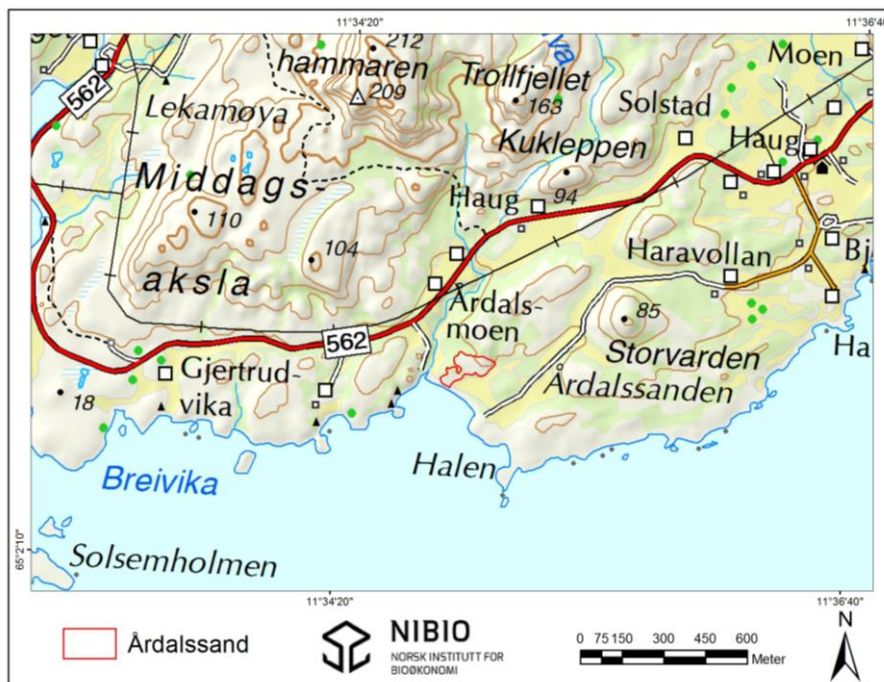 11°34'20"
11°36'40"
212
hammaren
209
Trollfjellet
163
Moen
562
Lekamøya
Solstad
Kukleppen
Haug
Middags-
94
Haug
110
104
Haravollan
aksla
Årdals-
moen
85
562
Storvarden
Gjertrud-
vika
Årdalssanden
18
Halen
Breivika
65°2'10"
Solsemholmen
11°34'20"
11°36'40"
Årdalssand
NIBIO
NORSK INSTITUTT FOR
BIOØKONOMI
0 75 150 300 450 600
Meter
N